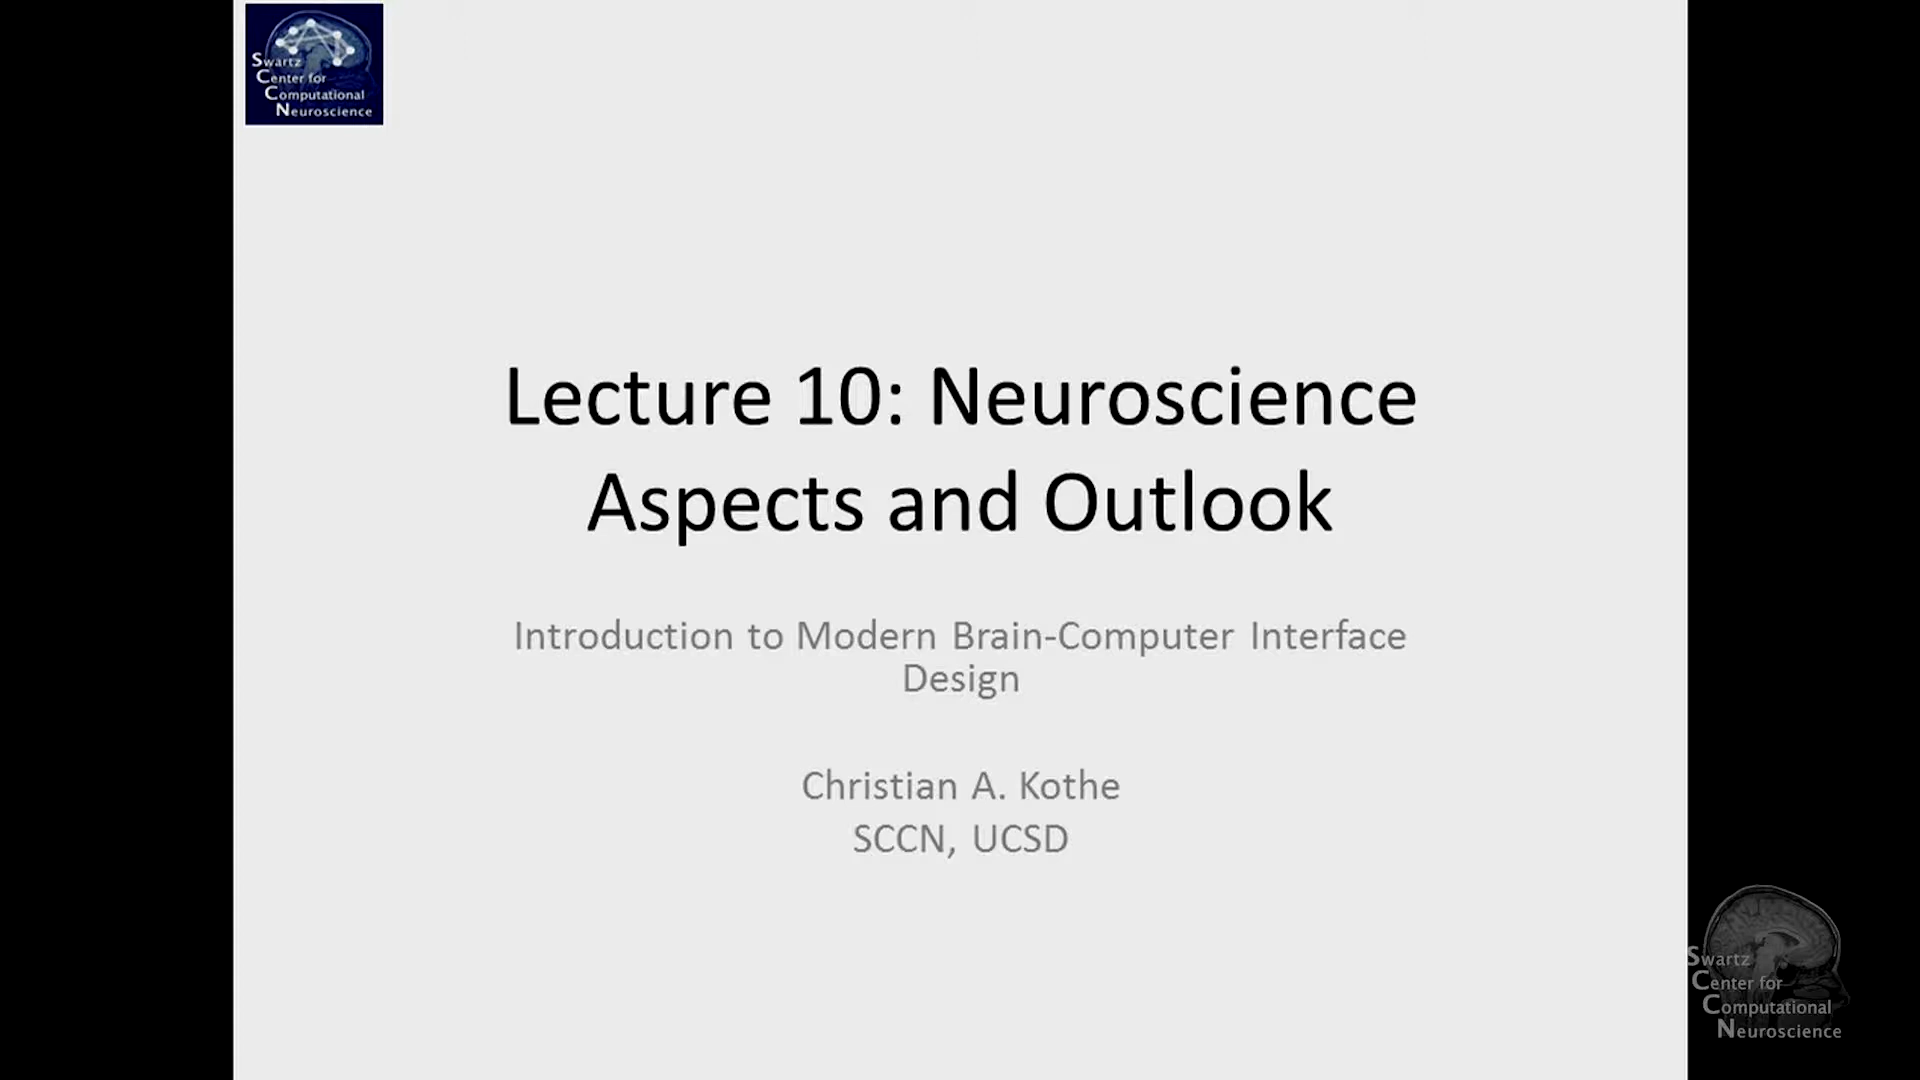 Swartz
Center for
Computational
Neuroscience
Lecture 10: Neuroscience
Aspects and Outlook
Introduction to Modern Brain-Computer Interface
Design
Christian A. Kothe
SCCN, UCSD
Swartz
Center for
Computational
Neuroscience